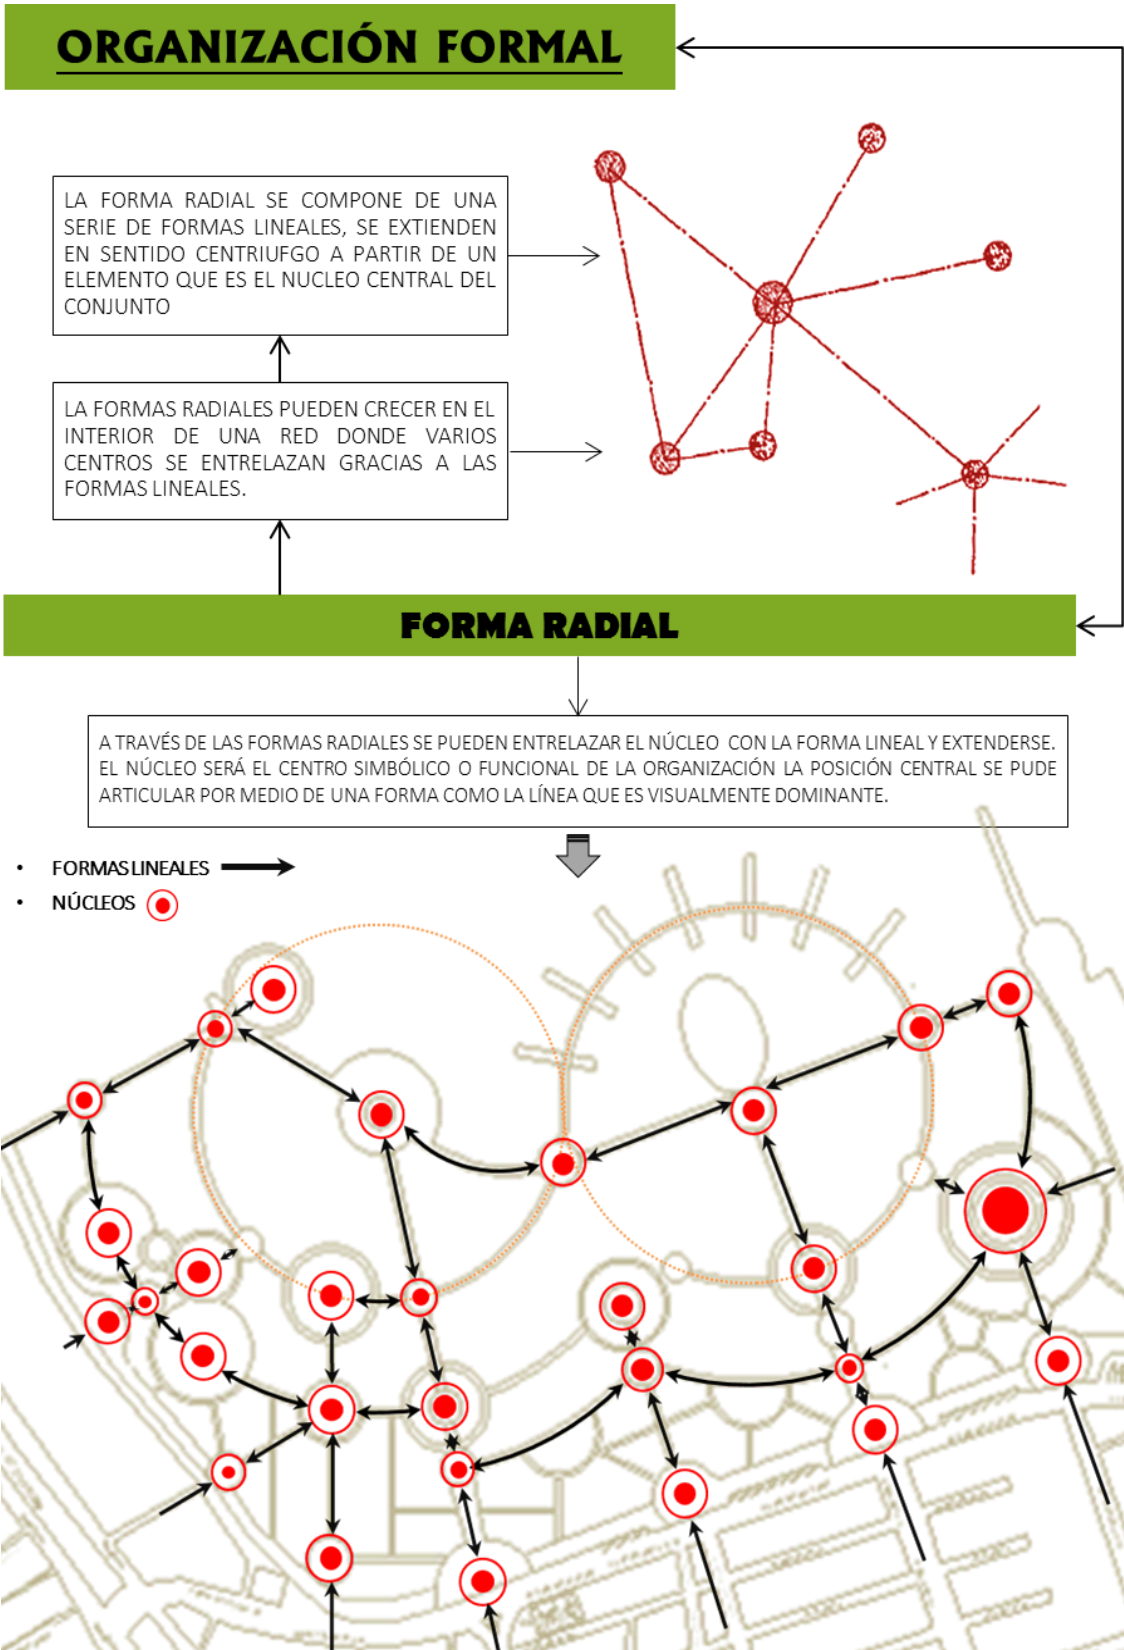 ORGANIZACIÓN FORMAL
LA FORMA RADIAL SE COMPONE DE UNA
SERIE DE FORMAS LINEALES, SE EXTIENDEN
EN SENTIDO CENTRIUFGO A PARTIR DE UN
ELEMENTO QUE ES EL NUCLEO CENTRAL DEL
CONJUNTO
LA FORMAS RADIALES PUEDEN CRECER EN EL
INTERIOR DE UNA RED DONDE VARIOS
CENTROS SE ENTRELAZAN GRACIAS A LAS
FORMAS LINEALES.
FORMA RADIAL
A TRAVÉS DE LAS FORMAS RADIALES SE PUEDEN ENTRELAZAR EL NÚCLEO CON LA FORMA LINEAL Y EXTENDERSE.
EL NÚCLEO SERÁ EL CENTRO SIMBÓLICO O FUNCIONAL DE LA ORGANIZACIÓN LA POSICIÓN CENTRAL SE PUDE
ARTICULAR POR MEDIO DE UNA FORMA COMO LA LÍNEA QUE ES VISUALMENTE DOMINANTE.
• FORMAS LINEALES
• NÚCLEOS